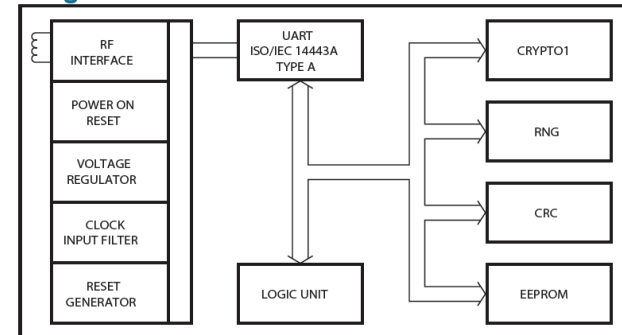 RF
INTERFACE
POWER ON
RESET
VOLTAGE
REGULATOR
CLOCK
INPUT FILTER
RESET
GENERATOR
UART
ISO/IEC 14443A
TYPE A
LOGIC UNIT
CRYPTO1
RNG
CRC
EEPROM